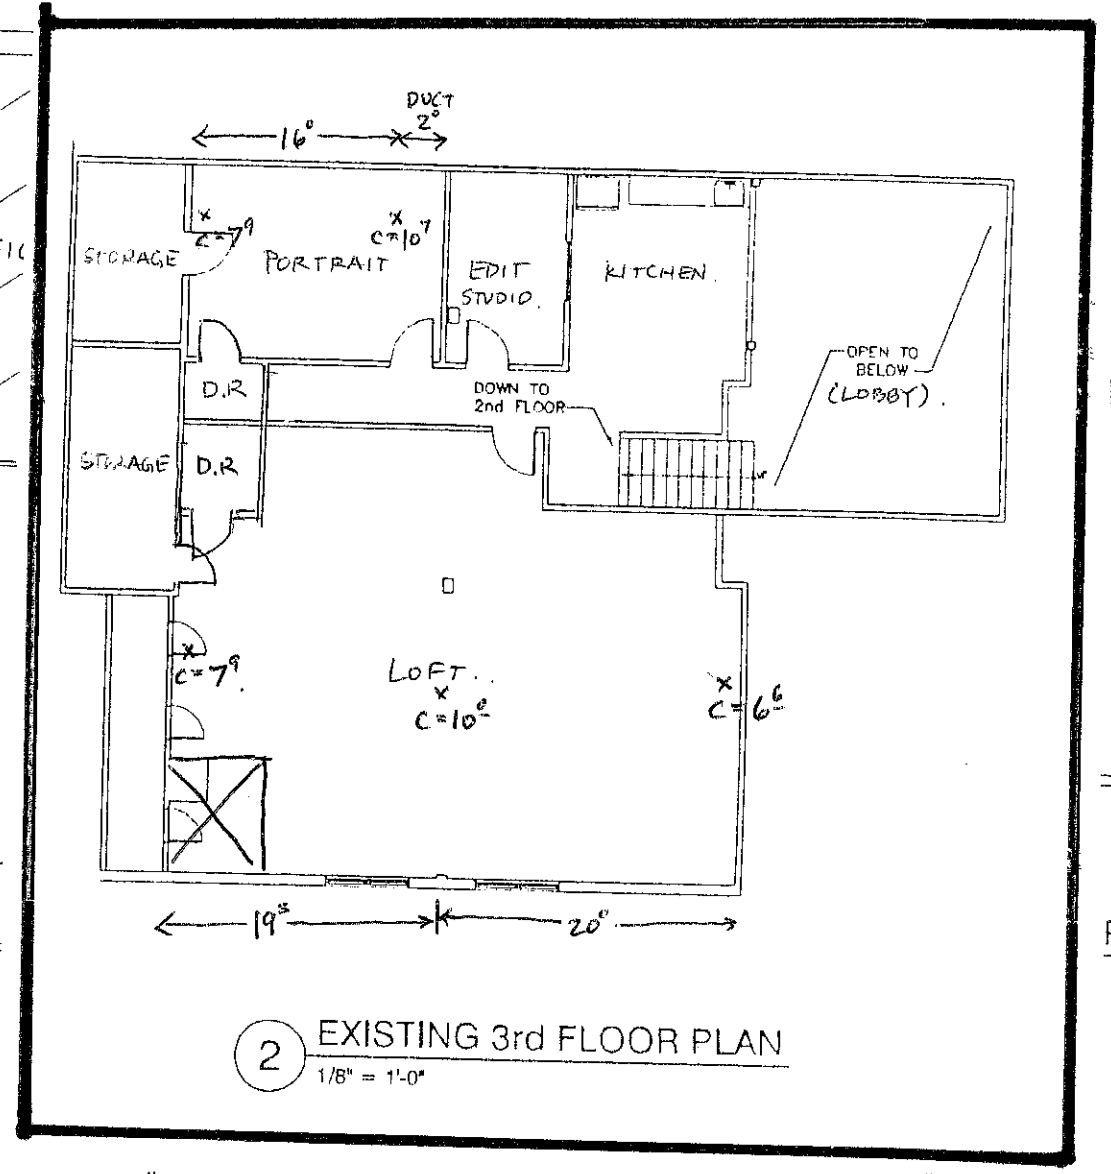 DUCT
2⁰
16⁰
x
C=7⁹
x
C=10⁷
STORAGE
PORTRAIT
EDIT
STUDIO.
KITCHEN.
OPEN TO
BELOW
(LOBBY).
D.R
DOWN TO
2nd FLOOR
STORAGE
D.R
x
C=7⁹.
LOFT..
x
C=10⁰
x
C=6⁶
20⁰
2
EXISTING 3rd FLOOR PLAN
1/8" = 1'-0"